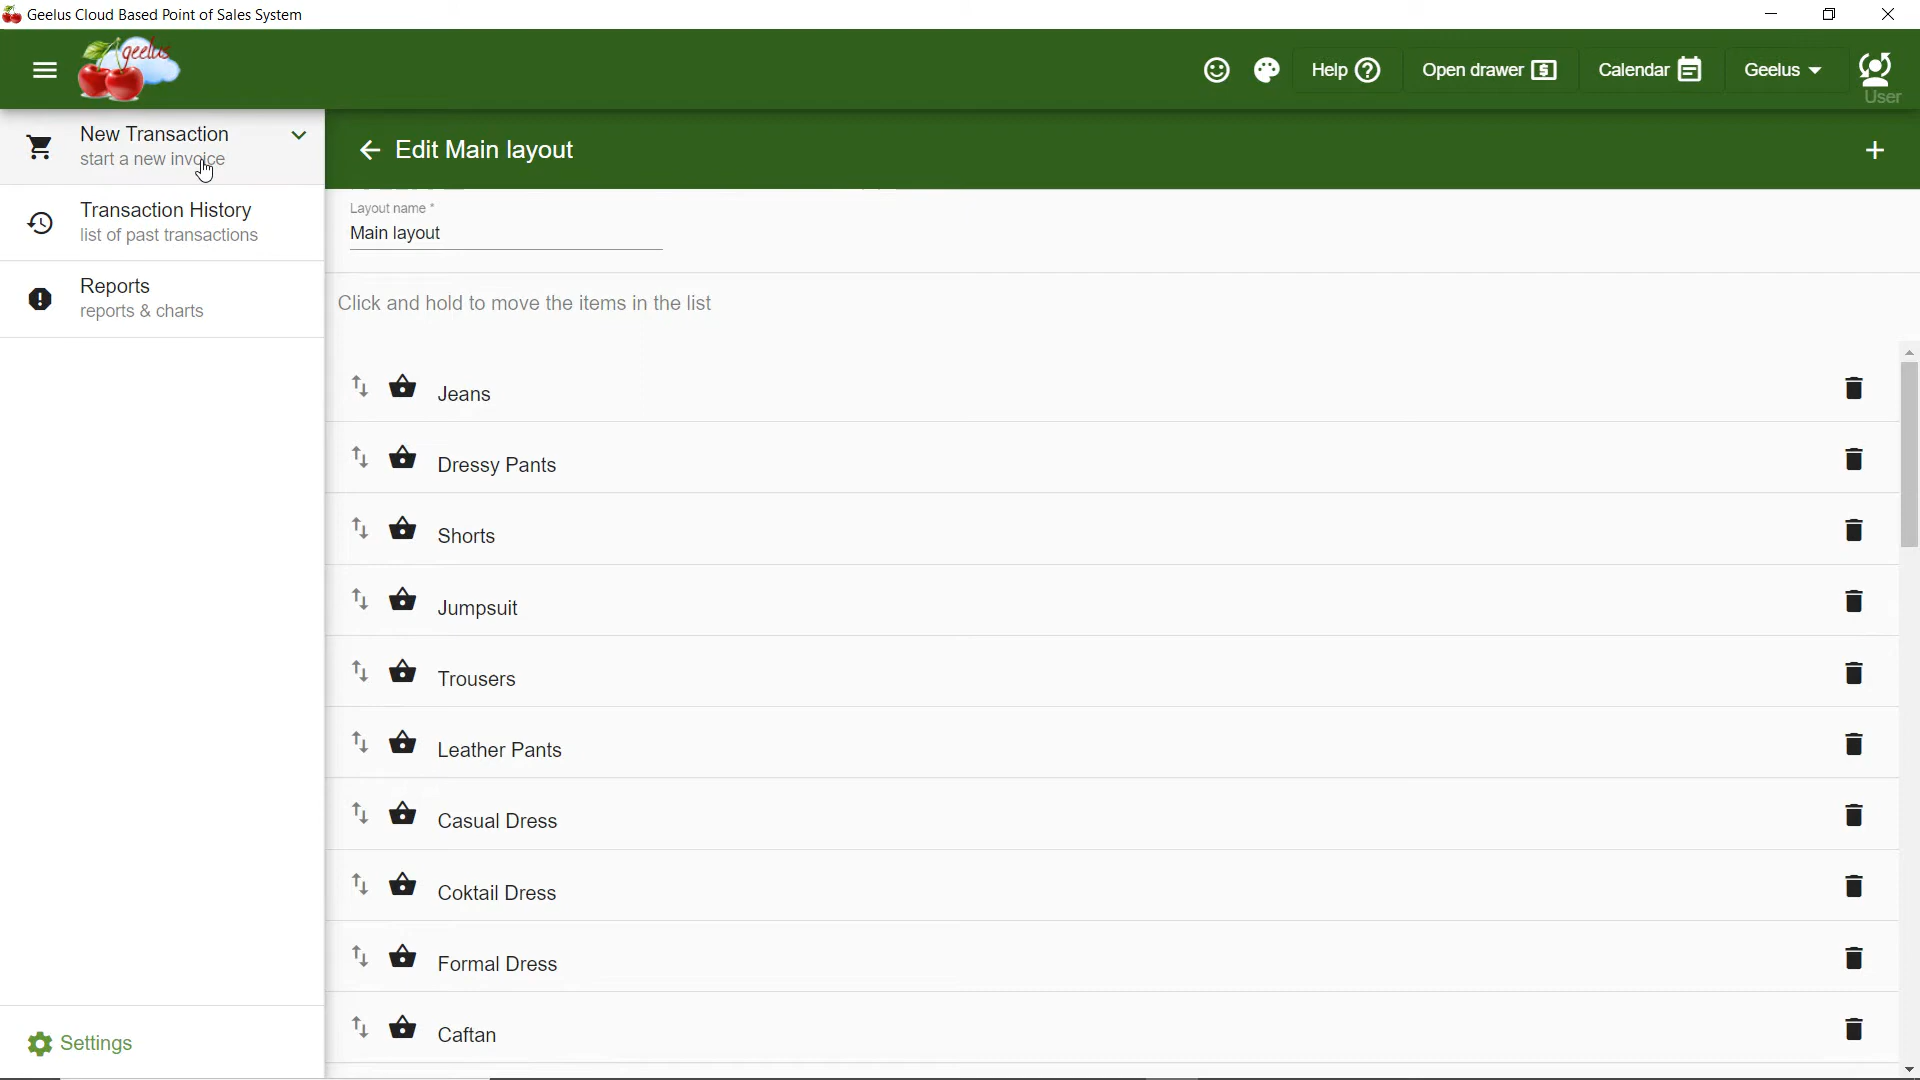 Geelus Cloud Based Point of Sales System
geelus
Help
Open drawer
Calendar
Geelus
User
New Transaction
start a new invoice
Transaction History
list of past transactions
Reports
reports & charts
Settings
Edit Main layout
Layout name *
Main layout
Click and hold to move the items in the list
Jeans
Dressy Pants
Shorts
Jumpsuit
Trousers
Leather Pants
Casual Dress
Coktail Dress
Formal Dress
Caftan